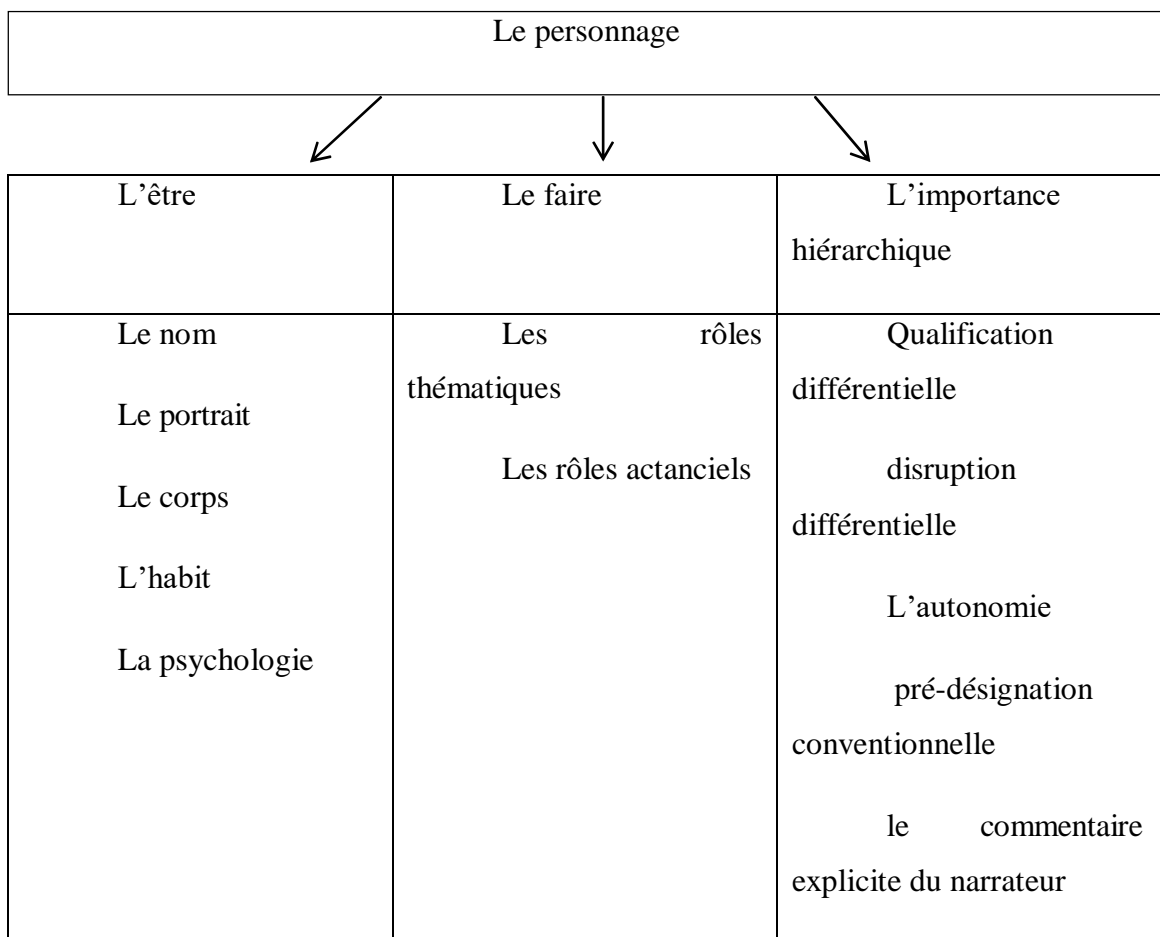 Le personnage
L’être
Le faire
L’importance
hiérarchique
Le nom
Le portrait
Le corps
L’habit
La psychologie
Les rôles
thématiques
Les rôles actanciels
Qualification
différentielle
disruption
différentielle
L’autonomie
pré-désignation
conventionnelle
le commentaire
explicite du narrateur